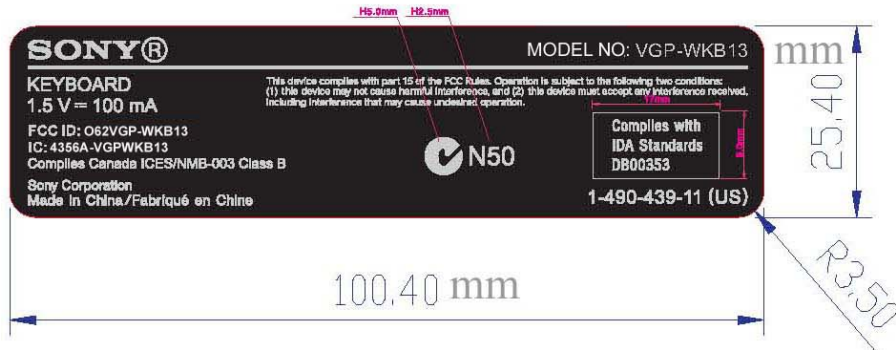 H5.0mm H2.5mm
SONY®
MODEL NO: VGP-WKB13
mm
25.40
KEYBOARD
1.5 V⎓100 mA
This device complies with part 15 of the FCC Rules. Operation is subject to the following two conditions:
(1) this device may not cause harmful interference, and (2) this device must accept any interference received,
including interference that may cause undesired operation.
17mm
FCC ID: O62VGP-WKB13
IC: 4356A-VGPWKB13
Complies Canada ICES/NMB-003 Class B
N50
Complies with
IDA Standards
DB00353
Sony Corporation
Made in China/Fabriqué en Chine
1-490-439-11 (US)
R3.50
100.40 mm